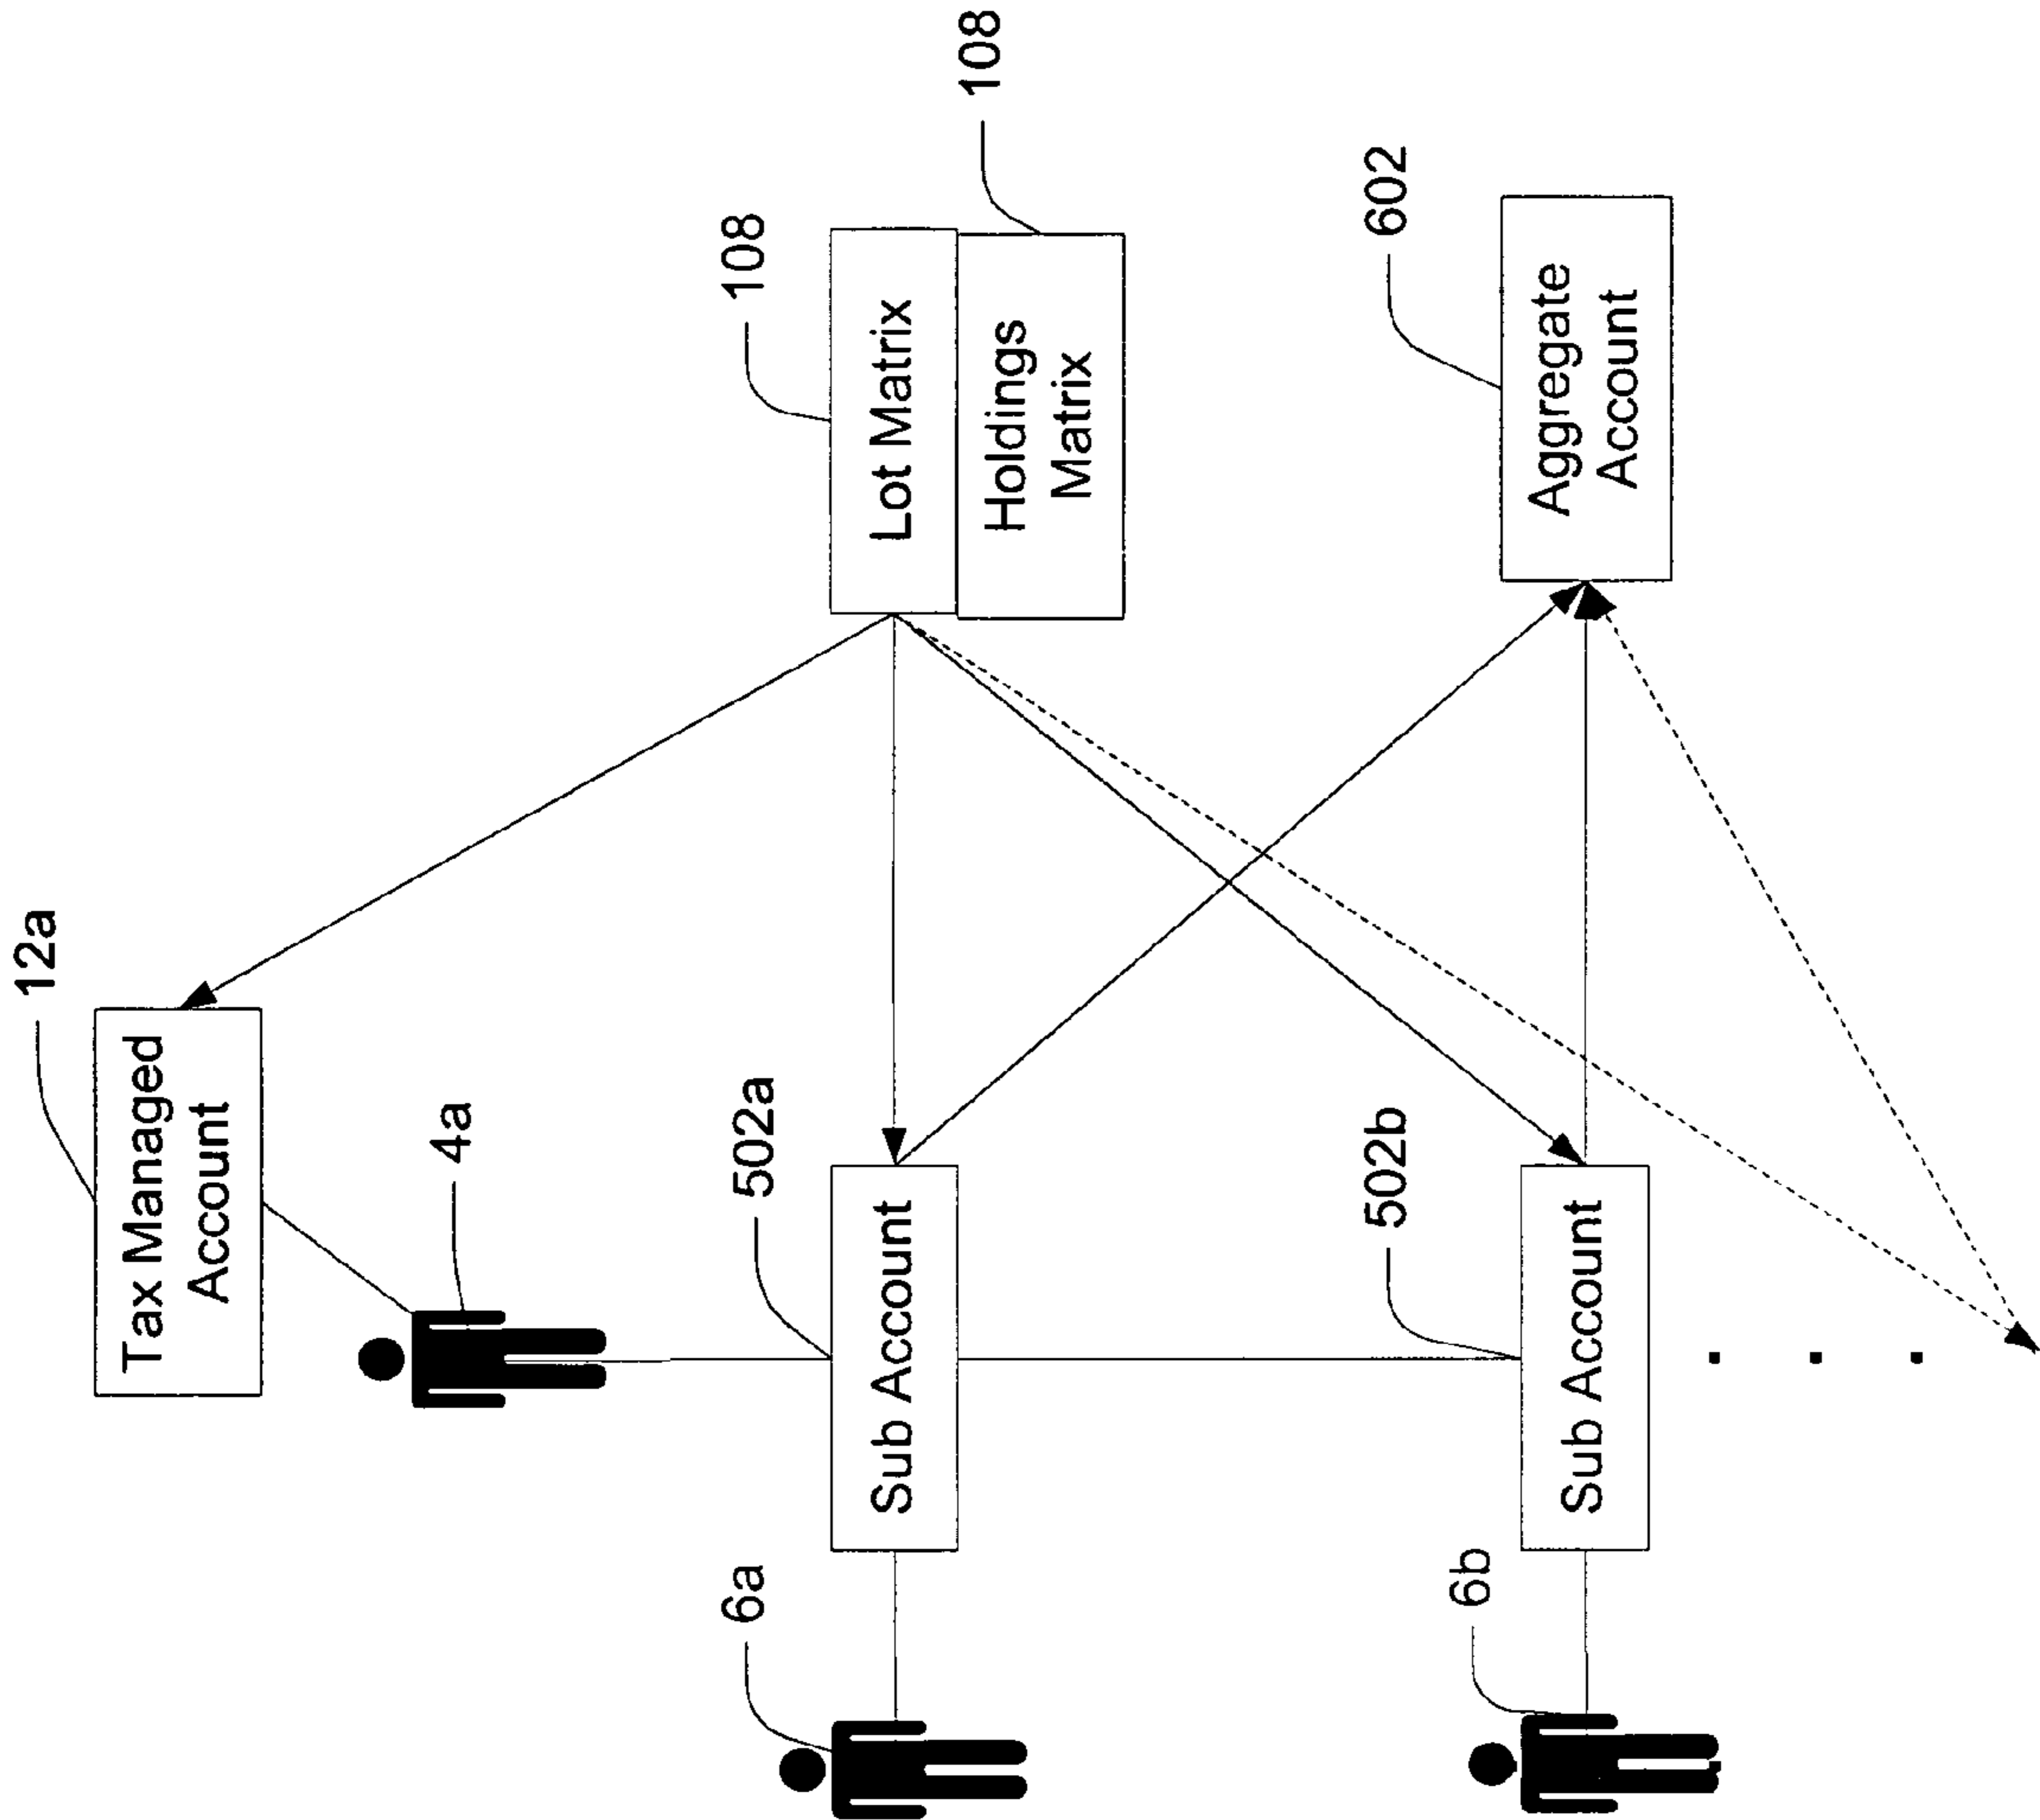 12a
Tax Managed
Account
4a
502a
Sub Account
6a
108
Lot Matrix
108
Holdings
Matrix
502b
Sub Account
6b
602
Aggregate
Account